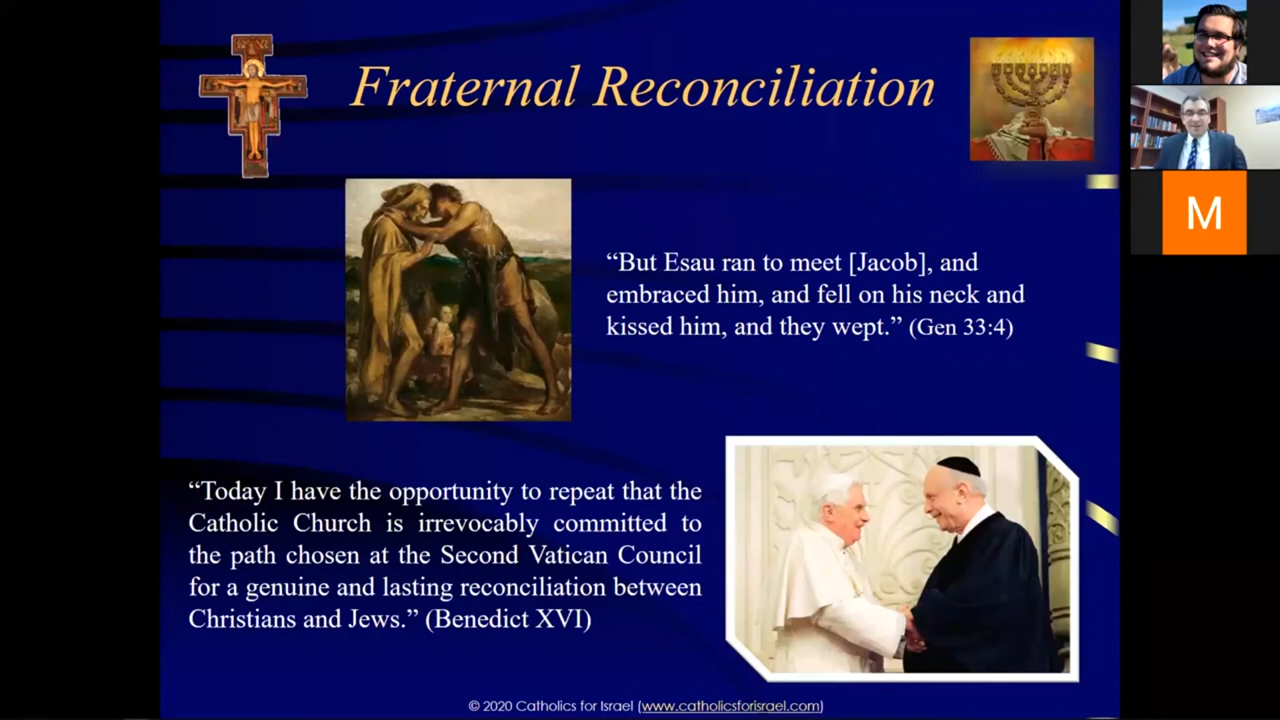 Fraternal Reconciliation
“But Esau ran to meet [Jacob], and
embraced him, and fell on his neck and
kissed him, and they wept.” (Gen 33:4)
“Today I have the opportunity to repeat that the
Catholic Church is irrevocably committed to
the path chosen at the Second Vatican Council
for a genuine and lasting reconciliation between
Christians and Jews.” (Benedict XVI)
© 2020 Catholics for Israel (www.catholicsforisrael.com)
M